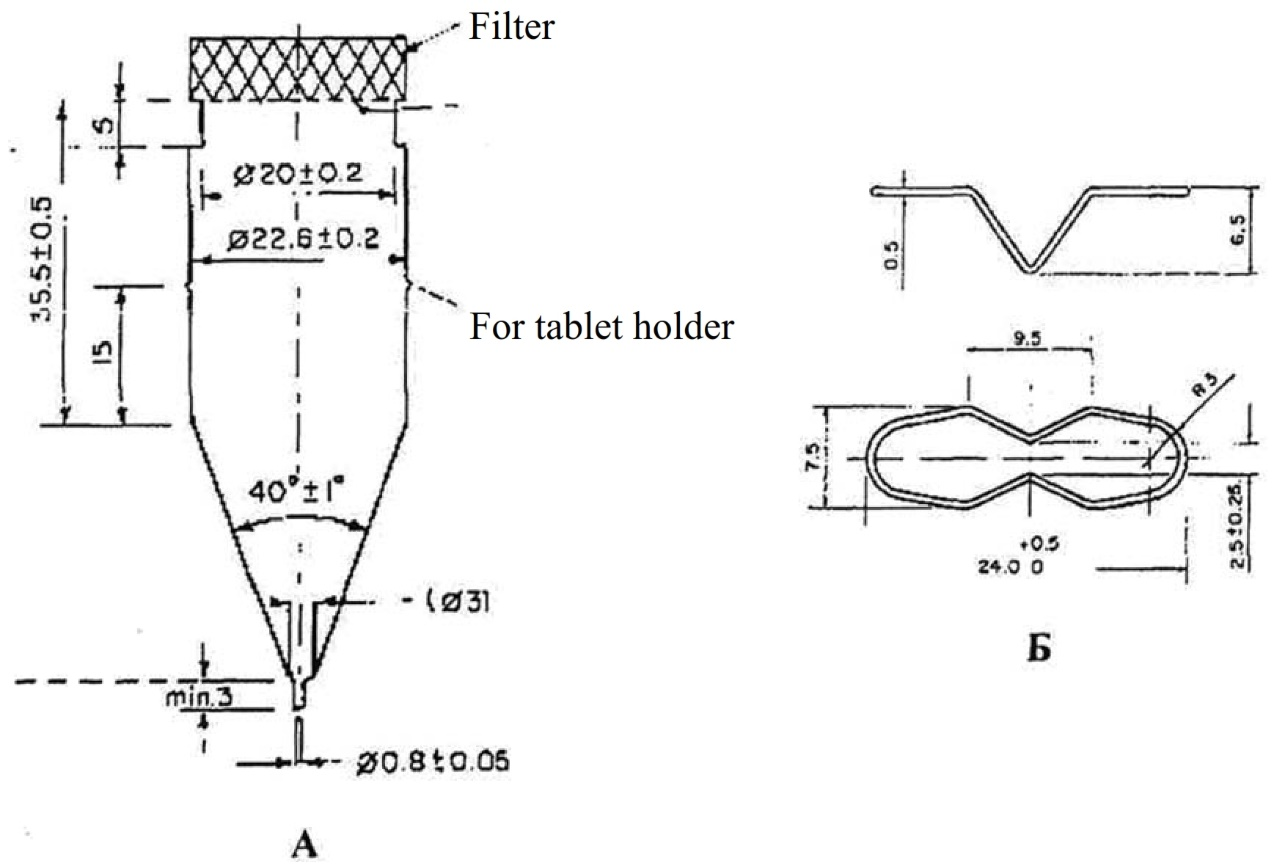 Filter
5
Ø20±0.2
Ø22.6±0.2
35.5±0.5
15
For tablet holder
40°±1°
(Ø3)
min.3
Ø0.8±0.05
А
0.5
6.5
9.5
R3
7.5
2.5±0.25
+0.5
24.0 0
Б